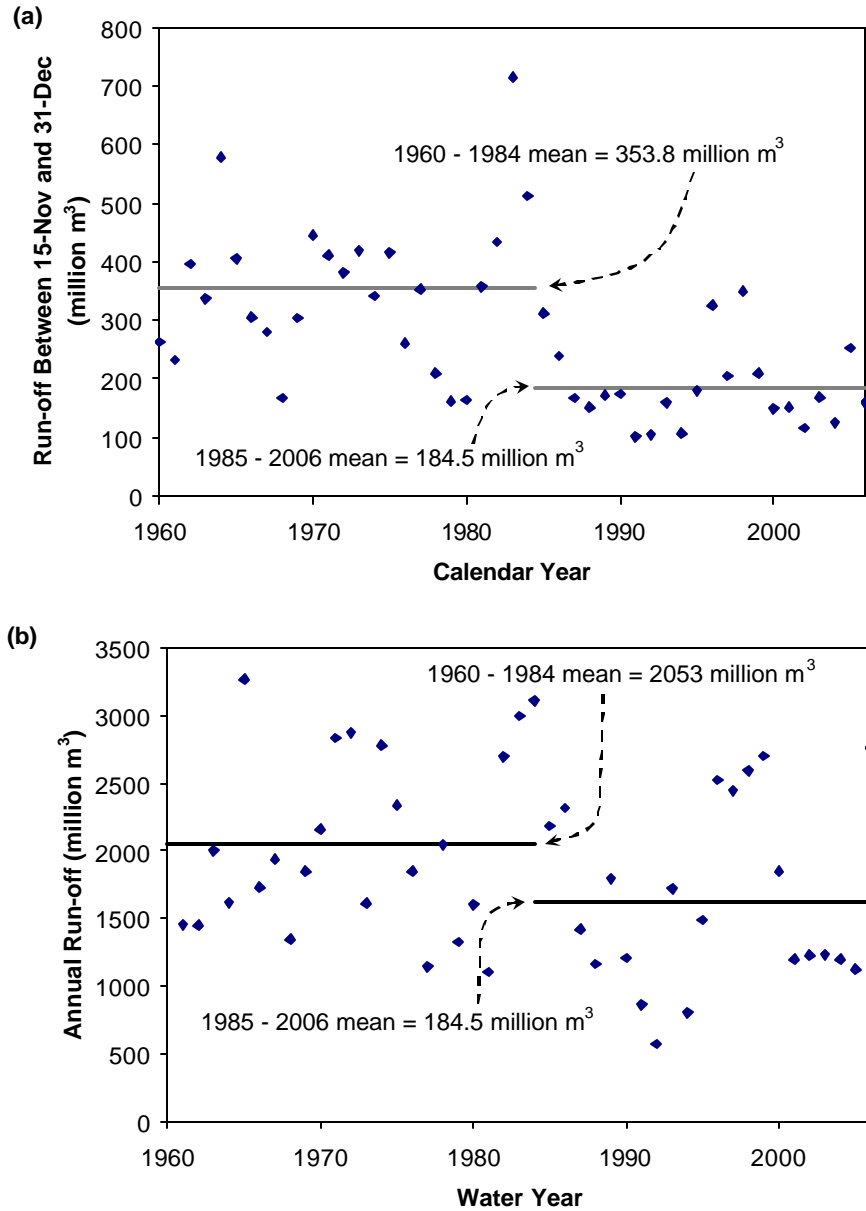 (a)
800
700
600
500
400
300
200
100
0
Run-off Between 15-Nov and 31-Dec
(million m³)
1960 - 1984 mean = 353.8 million m³
1985 - 2006 mean = 184.5 million m³
1960 1970 1980 1990 2000
Calendar Year
(b)
3500
3000
2500
2000
1500
1000
500
0
Annual Run-off (million m³)
1960 - 1984 mean = 2053 million m³
1985 - 2006 mean = 184.5 million m³
1960 1970 1980 1990 2000
Water Year